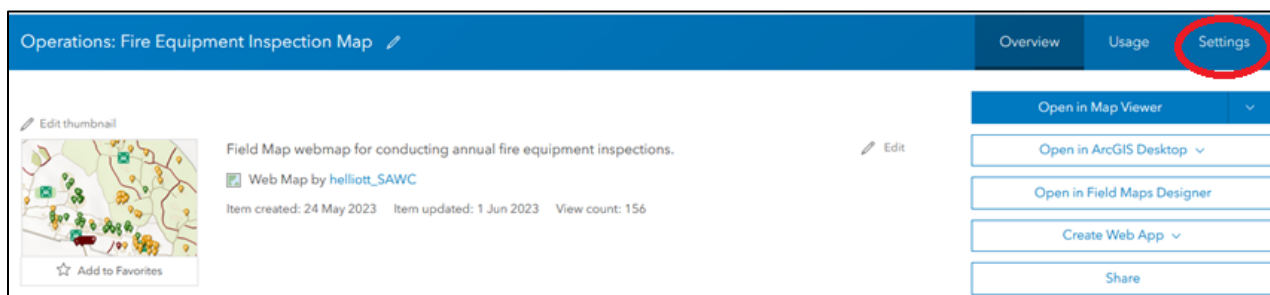 Operations: Fire Equipment Inspection Map
Overview
Usage
Settings
Edit thumbnail
Field Map webmap for conducting annual fire equipment inspections.
Edit
Web Map by helliott_SAWC
Item created: 24 May 2023 Item updated: 1 Jun 2023 View count: 156
Add to Favorites
Open in Map Viewer
Open in ArcGIS Desktop
Open in Field Maps Designer
Create Web App
Share